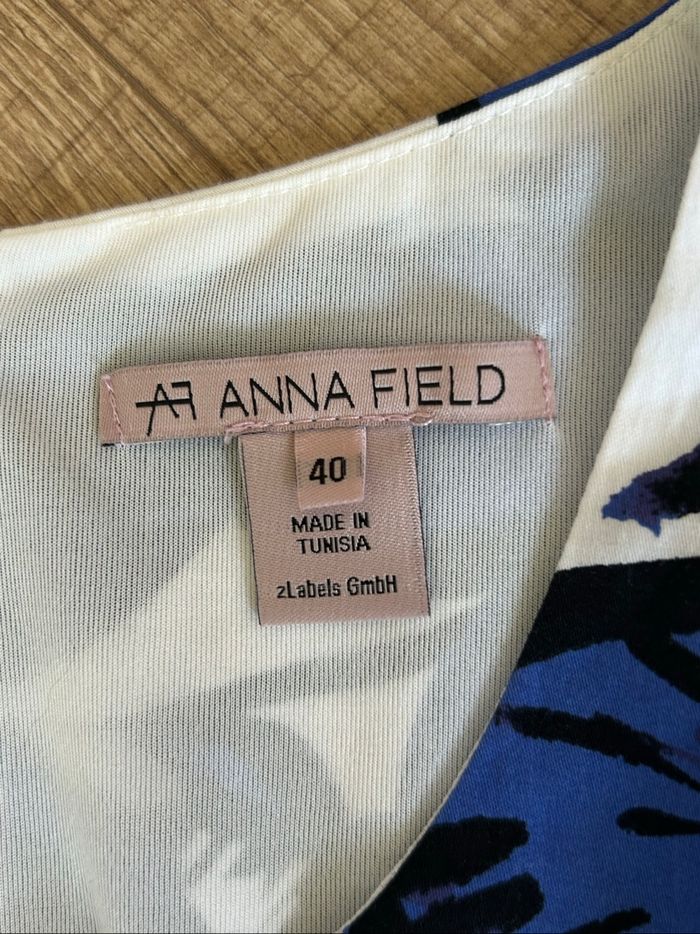 AF ANNA FIELD
40
MADE IN
TUNISIA
zLabels GmbH